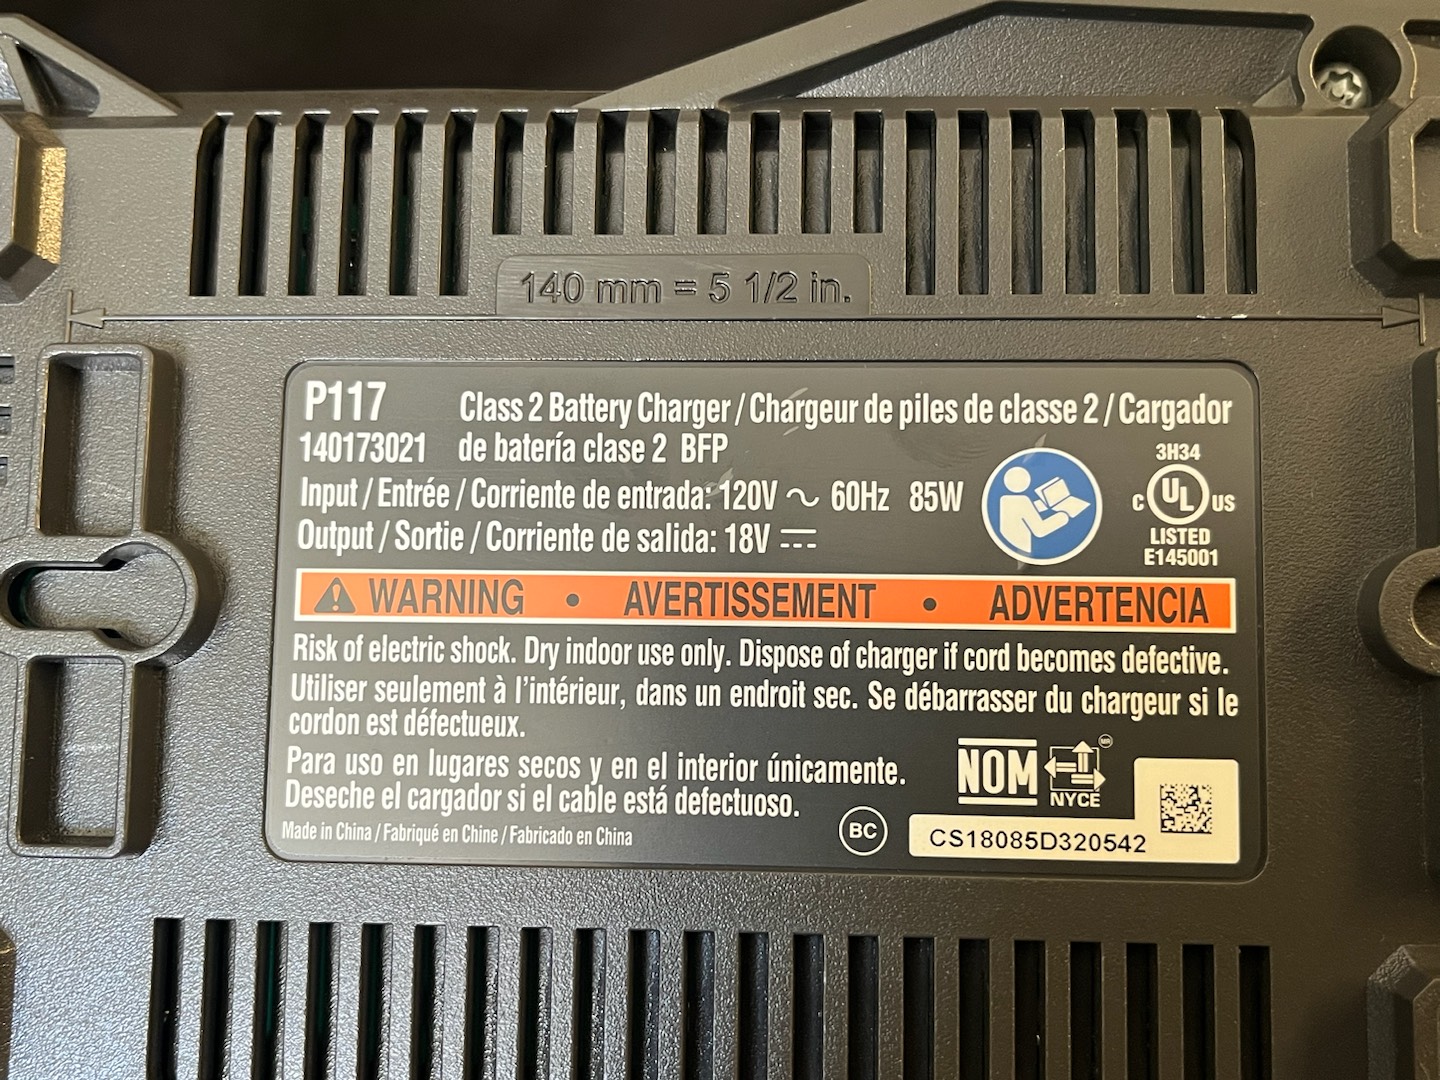 140 mm = 5 1/2 in.
P117 Class 2 Battery Charger / Chargeur de piles de classe 2 / Cargador
140173021 de batería clase 2 BFP
Input / Entrée / Corriente de entrada: 120V ~ 60Hz 85W
Output / Sortie / Corriente de salida: 18V ⎓
3H34
C UL US
LISTED
E145001
WARNING • AVERTISSEMENT • ADVERTENCIA
Risk of electric shock. Dry indoor use only. Dispose of charger if cord becomes defective.
Utiliser seulement à l'intérieur, dans un endroit sec. Se débarrasser du chargeur si le
cordon est défectueux.
Para uso en lugares secos y en el interior únicamente.
Deseche el cargador si el cable está defectuoso.
Made in China / Fabriqué en Chine / Fabricado en China
BC
NOM
MR
NYCE
CS18085D320542